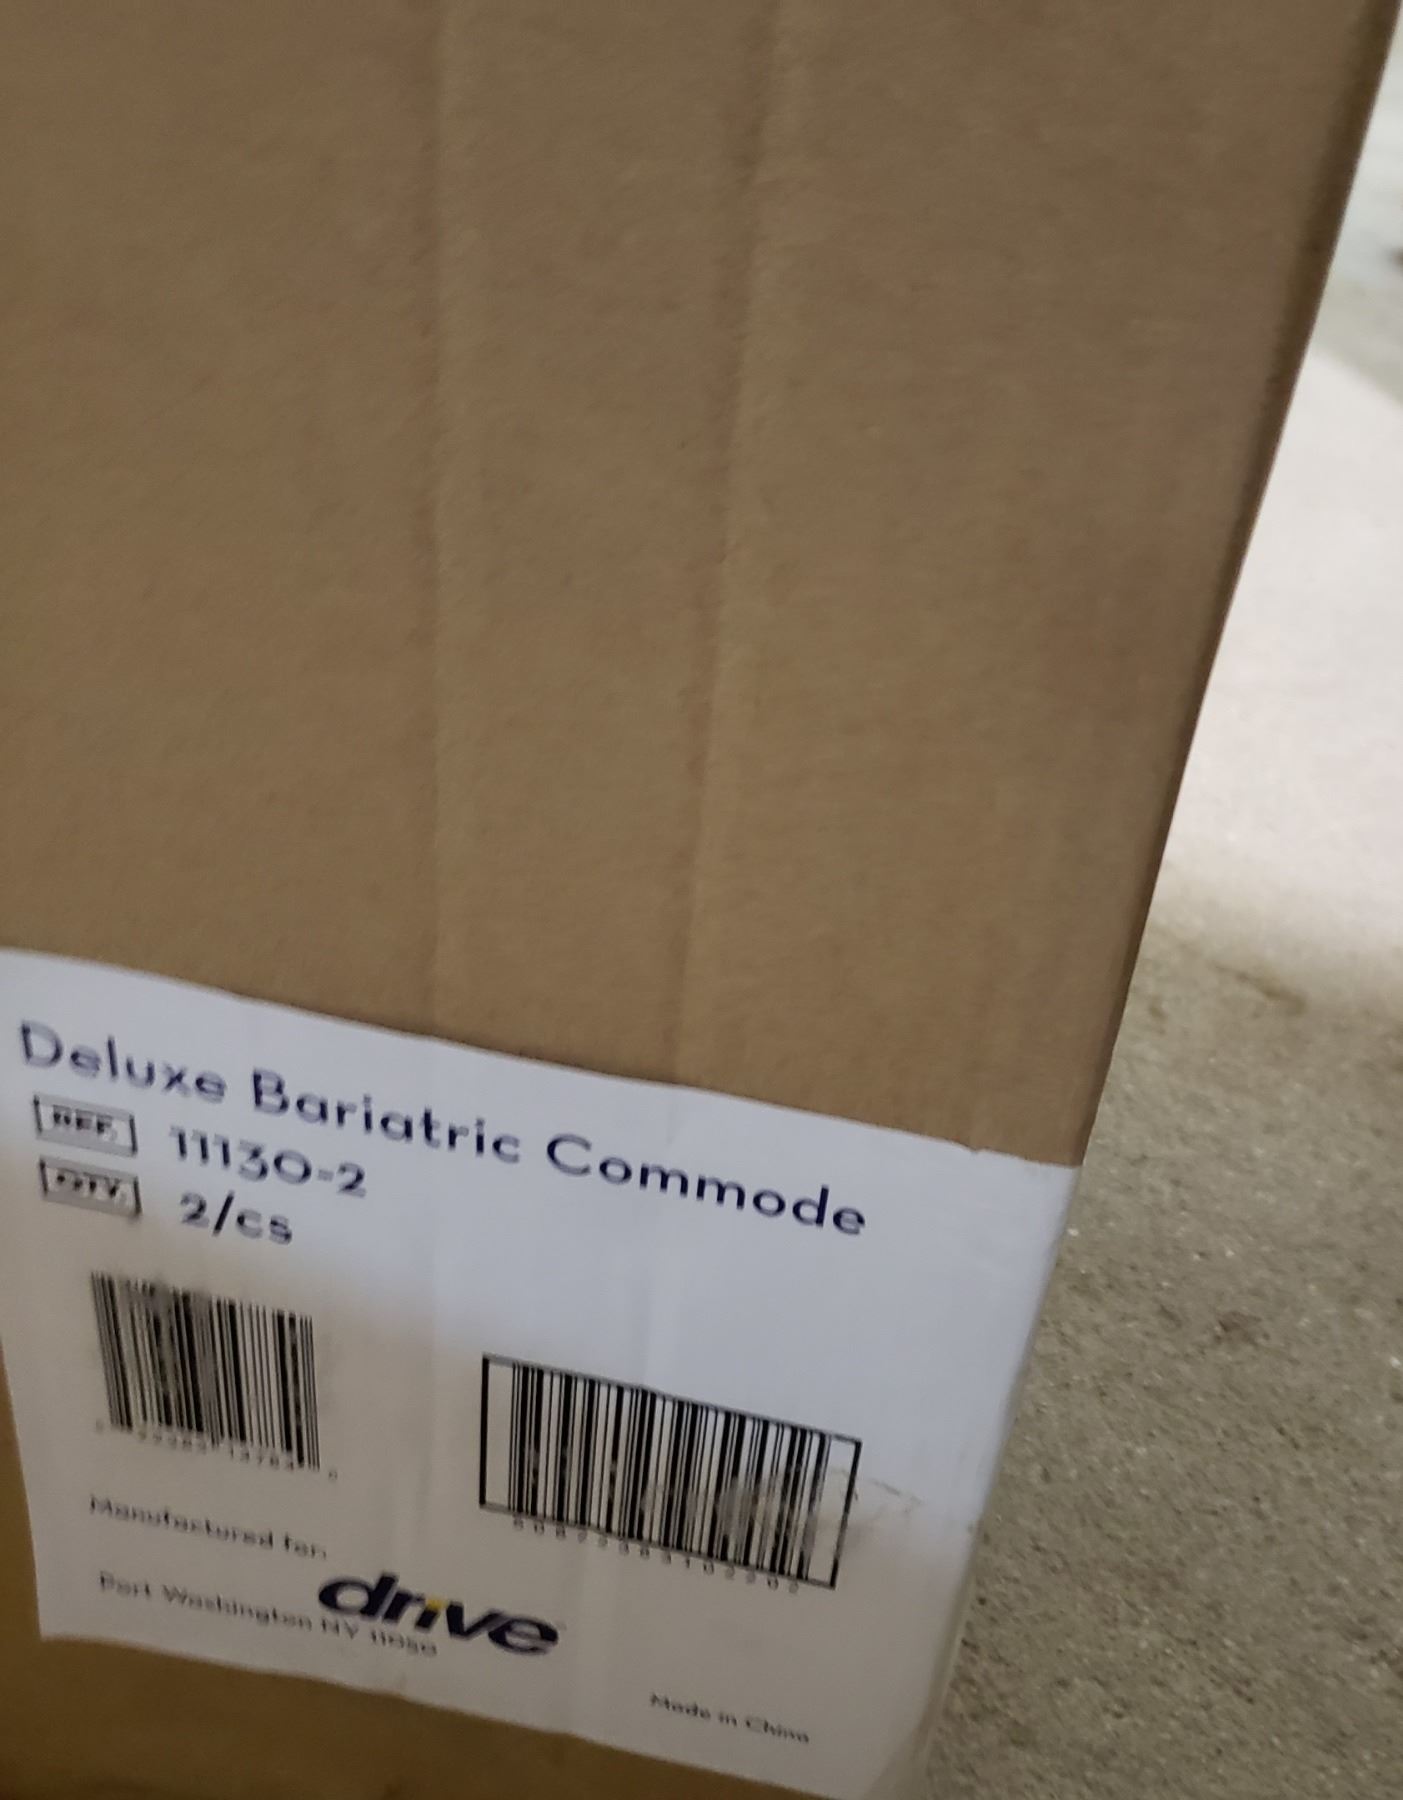 Deluxe Bariatric Commode
REF. 11130-2
QTY. 2/cs
Manufactured for:
drive
Port Washington NY 11050
Made in China